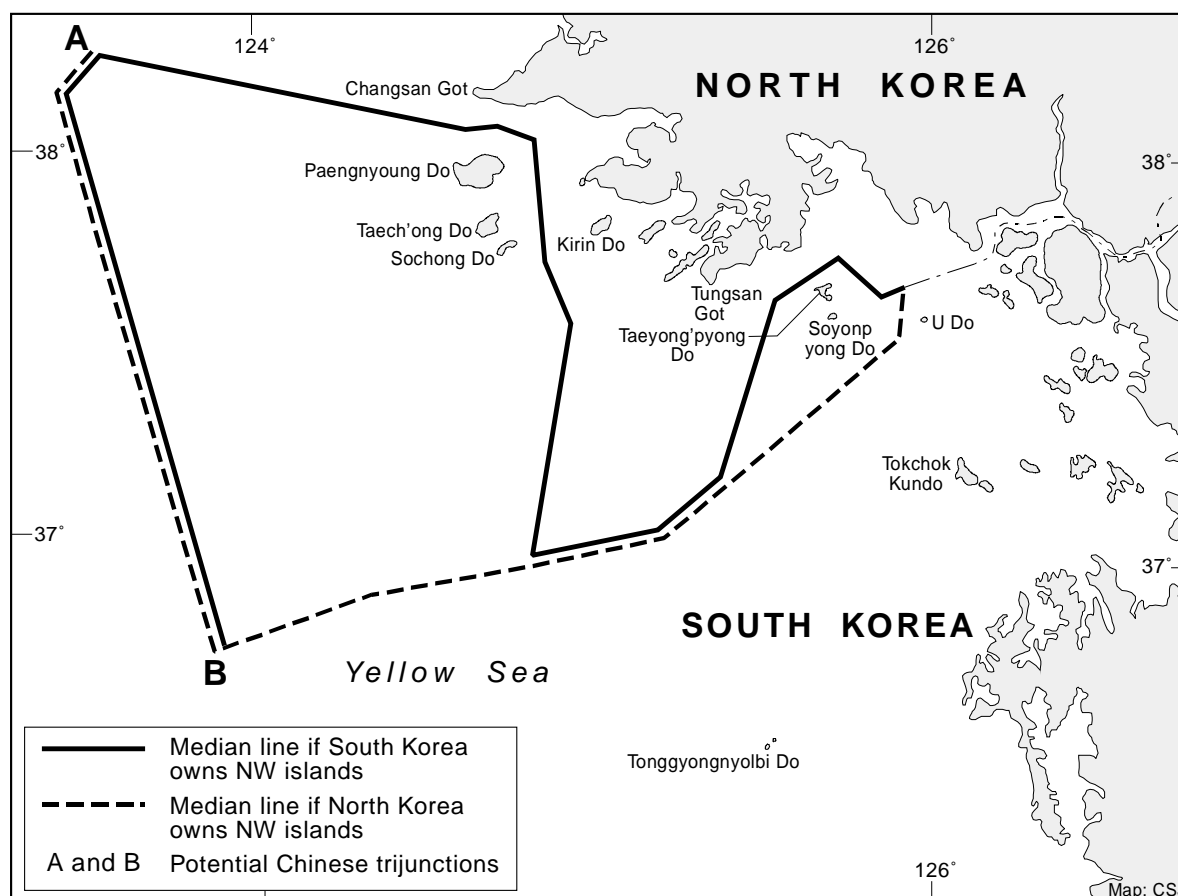 A
124°
126°
Changsan Got
NORTH KOREA
38°
38°
Paengnyoung Do
Taech'ong Do
Sochong Do
Kirin Do
Tungsan
Got
Taeyong'pyong
Do
Soyonp
yong Do
U Do
Tokchok
Kundo
37°
37°
SOUTH KOREA
B
Yellow Sea
Median line if South Korea
owns NW islands
Median line if North Korea
owns NW islands
A and B Potential Chinese trijunctions
Tonggyongnyolbi Do
126°
Map: CS